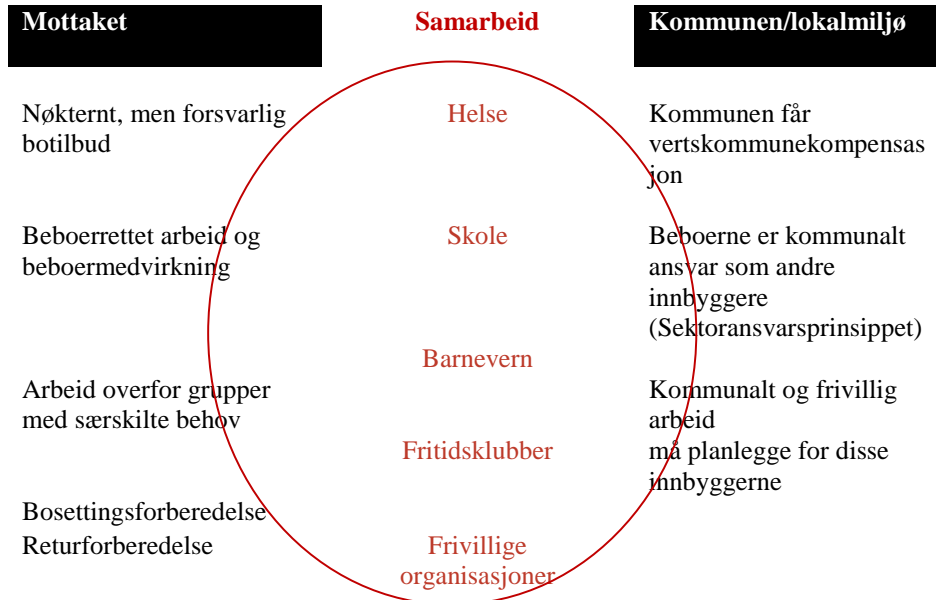 Mottaket
Samarbeid
Kommunen/lokalmiljø
Nøkternt, men forsvarlig
botilbud
Helse
Kommunen får
vertskommunekompensas
jon
Beboerrettet arbeid og
beboermedvirkning
Skole
Beboerne er kommunalt
ansvar som andre
innbyggere
(Sektoransvarsprinsippet)
Barnevern
Arbeid overfor grupper
med særskilte behov
Fritidsklubber
Kommunalt og frivillig
arbeid
må planlegge for disse
innbyggerne
Bosettingsforberedelse
Returforberedelse
Frivillige
organisasjoner